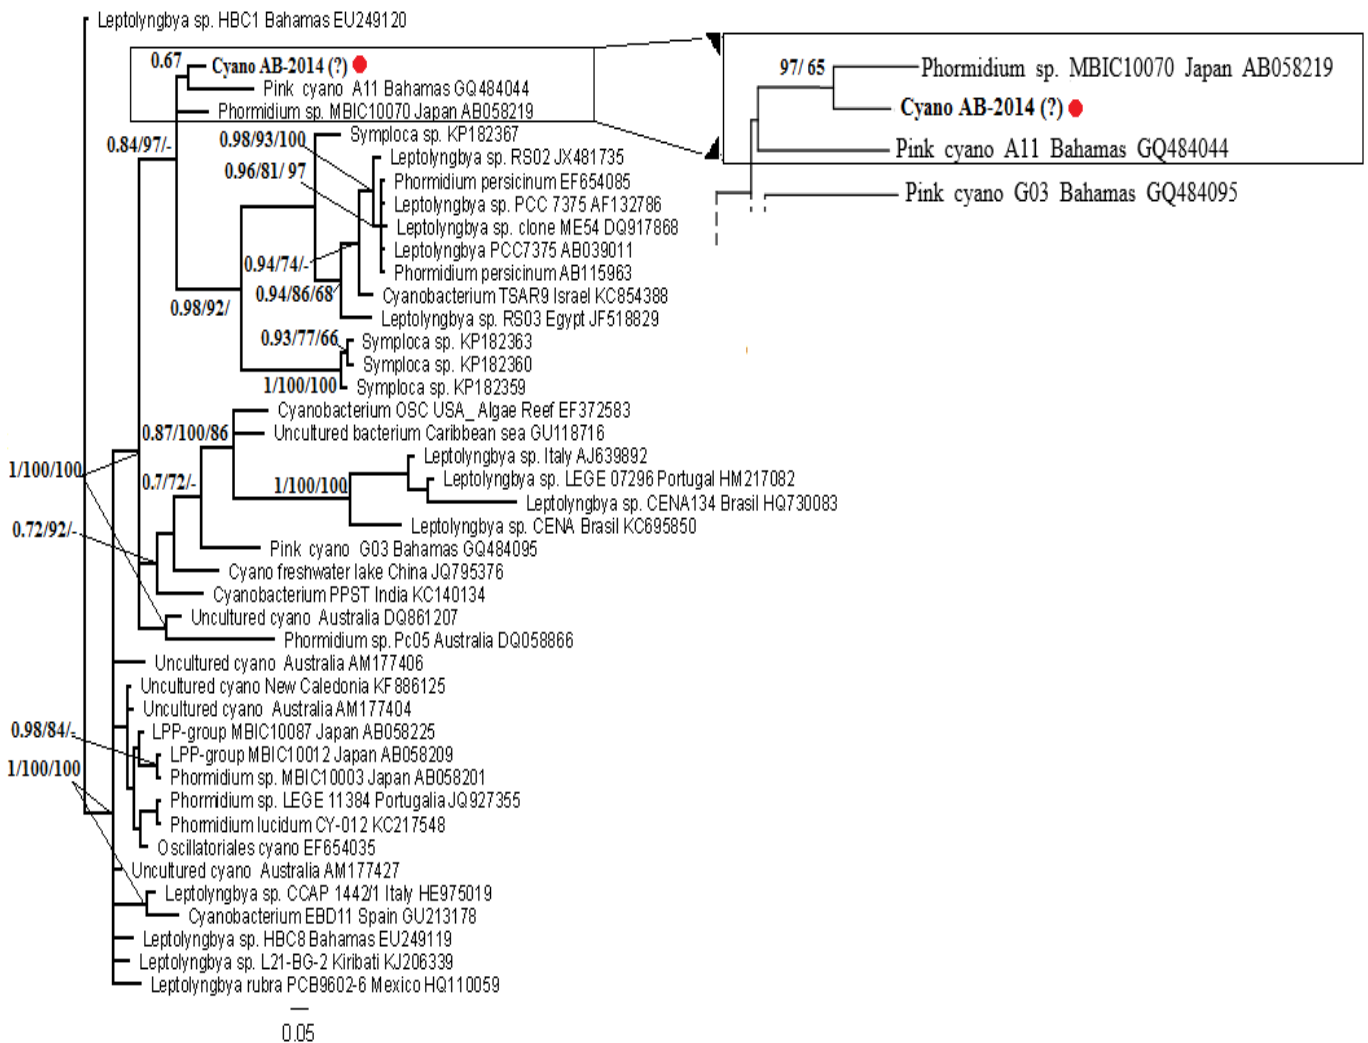 Leptolyngbya sp. HBC1 Bahamas EU249120
0.67
Cyano AB-2014 (?)
Pink cyano A11 Bahamas GQ484044
Phormidium sp. MBIC10070 Japan AB058219
97/ 65
Phormidium sp. MBIC10070 Japan AB058219
Cyano AB-2014 (?)
Pink cyano A11 Bahamas GQ484044
Pink cyano G03 Bahamas GQ484095
0.84/97/-
0.98/93/100
Symploca sp. KP182367
Leptolyngbya sp. RS02 JX481735
0.96/81/ 97
Phormidium persicinum EF654085
Leptolyngbya sp. PCC 7375 AF132786
Leptolyngbya sp. clone ME54 DQ917868
Leptolyngbya PCC7375 AB039011
0.94/74/-
Phormidium persicinum AB115963
0.94/86/68
Cyanobacterium TSAR9 Israel KC854388
0.98/92/
Leptolyngbya sp. RS03 Egypt JF518829
0.93/77/66
Symploca sp. KP182363
Symploca sp. KP182360
1/100/100
Symploca sp. KP182359
Cyanobacterium OSC USA_ Algae Reef EF372583
0.87/100/86
Uncultured bacterium Caribbean sea GU118716
Leptolyngbya sp. Italy AJ639892
1/100/100
0.7/72/-
1/100/100
Leptolyngbya sp. LEGE 07296 Portugal HM217082
Leptolyngbya sp. CENA134 Brasil HQ730083
0.72/92/-
Leptolyngbya sp. CENA Brasil KC695850
Pink cyano G03 Bahamas GQ484095
Cyano freshwater lake China JQ795376
Cyanobacterium PPST India KC140134
Uncultured cyano Australia DQ861207
Phormidium sp. Pc05 Australia DQ058866
Uncultured cyano Australia AM177406
Uncultured cyano New Caledonia KF886125
Uncultured cyano Australia AM177404
0.98/84/-
LPP-group MBIC10087 Japan AB058225
LPP-group MBIC10012 Japan AB058209
1/100/100
Phormidium sp. MBIC10003 Japan AB058201
Phormidium sp. LEGE 11384 Portugalia JQ927355
Phormidium lucidum CY-012 KC217548
Oscillatoriales cyano EF654035
Uncultured cyano Australia AM177427
Leptolyngbya sp. CCAP 1442/1 Italy HE975019
Cyanobacterium EBD11 Spain GU213178
Leptolyngbya sp. HBC8 Bahamas EU249119
Leptolyngbya sp. L21-BG-2 Kiribati KJ206339
Leptolyngbya rubra PCB9602-6 Mexico HQ110059
0.05